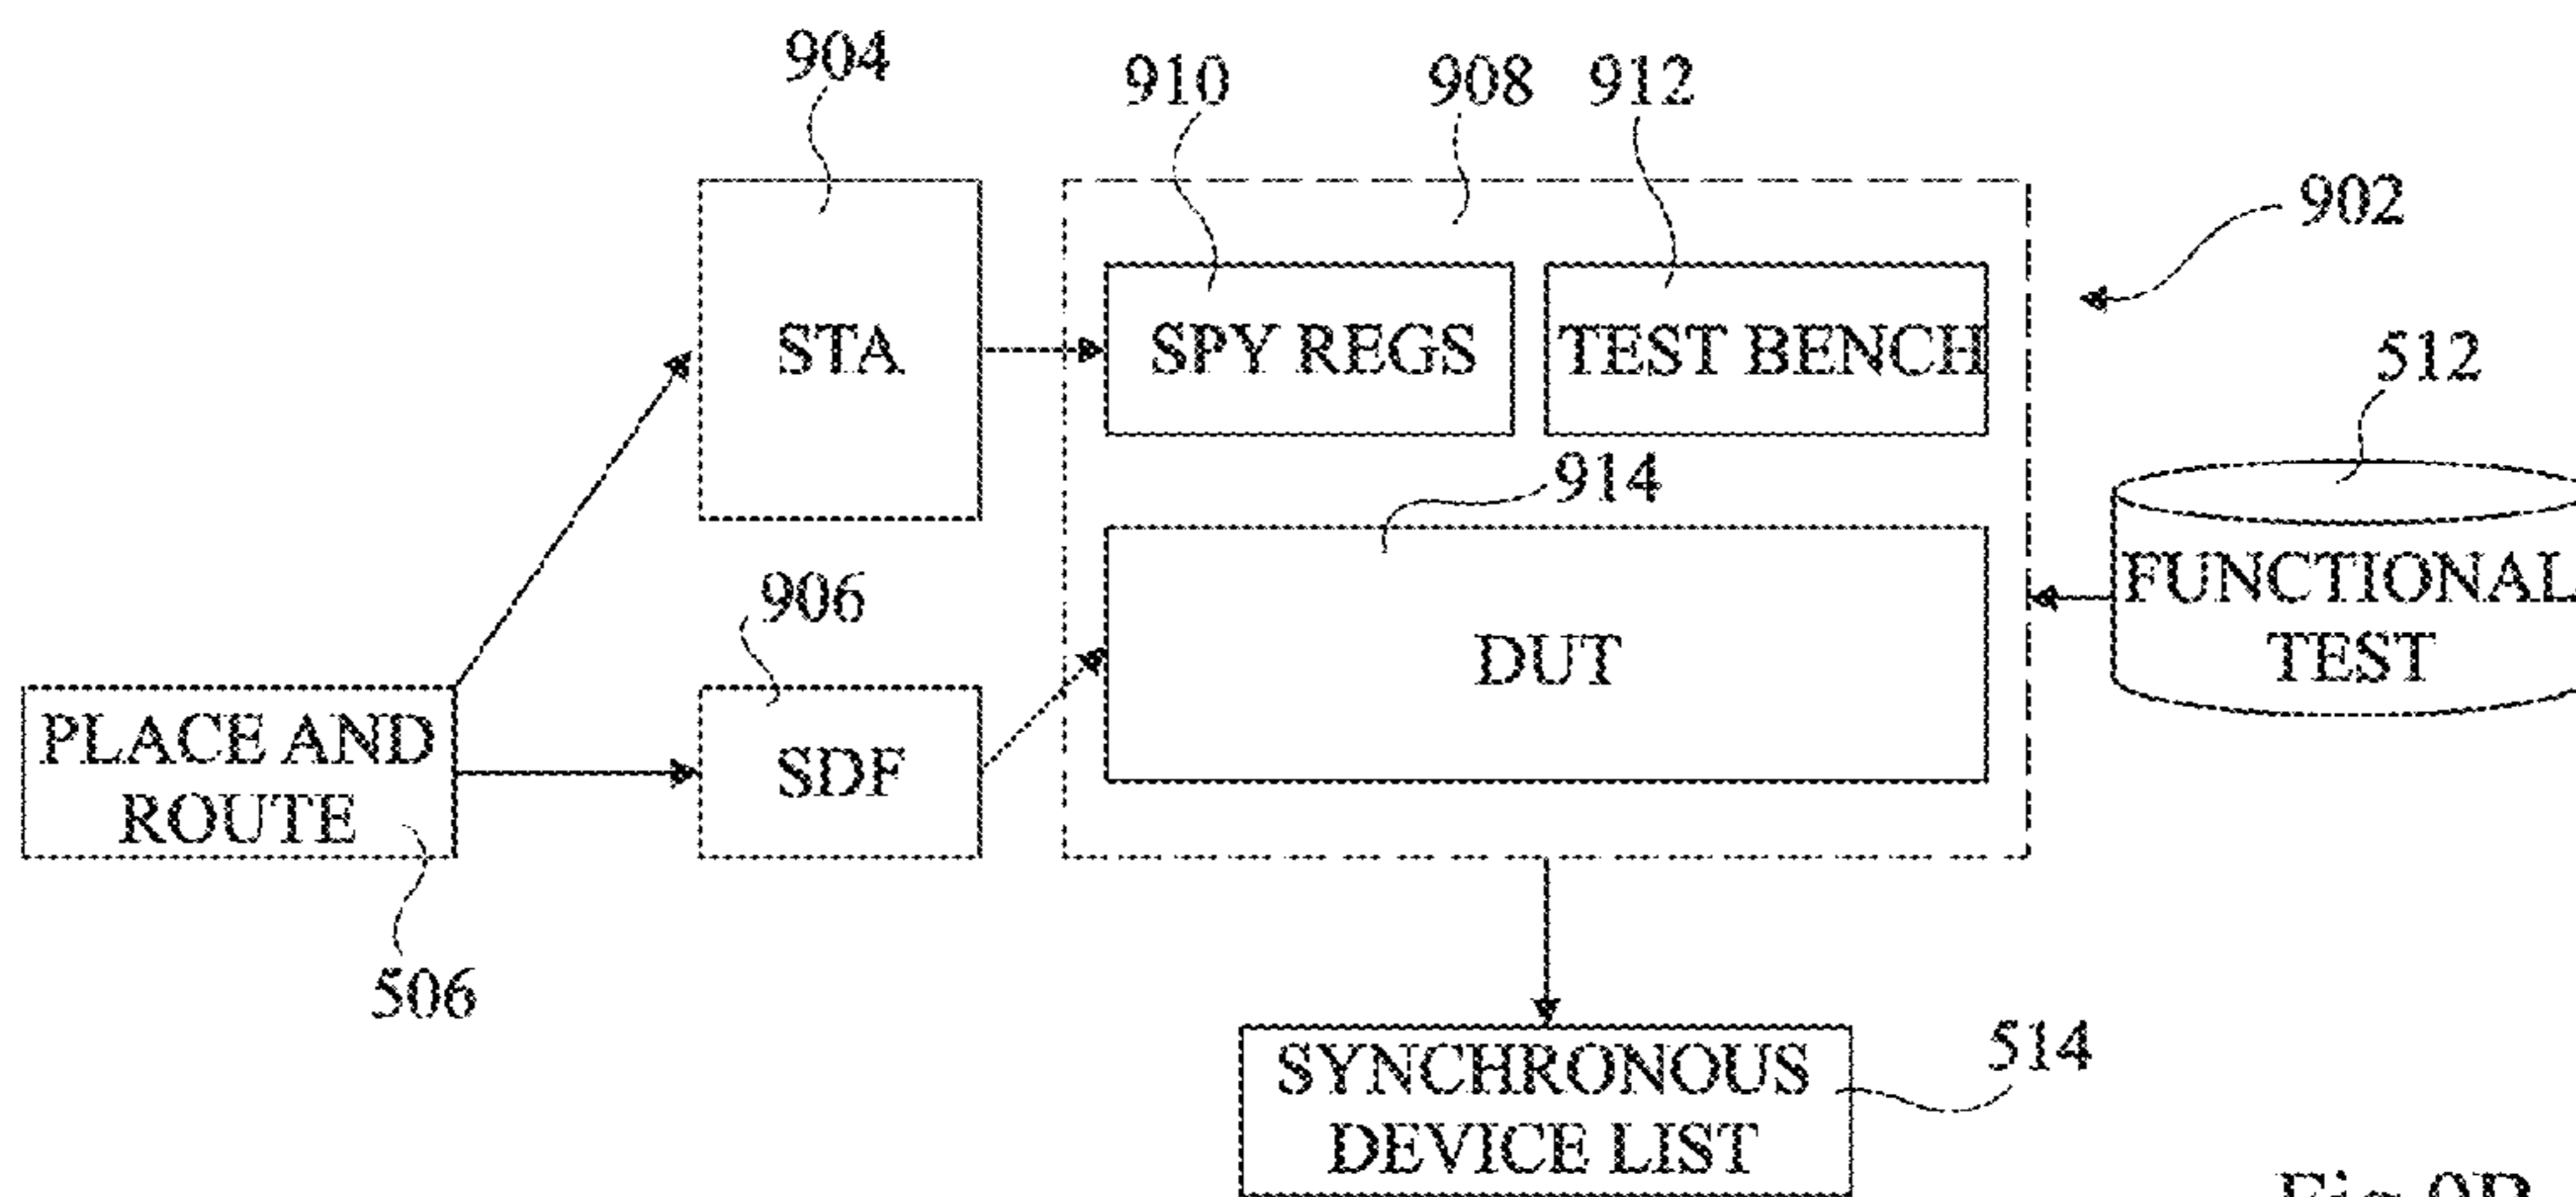 904
910
908
912
902
STA
SPY REGS
TEST BENCH
512
914
FUNCTIONAL
TEST
906
DUT
PLACE AND
ROUTE
SDF
506
SYNCHRONOUS
DEVICE LIST
514